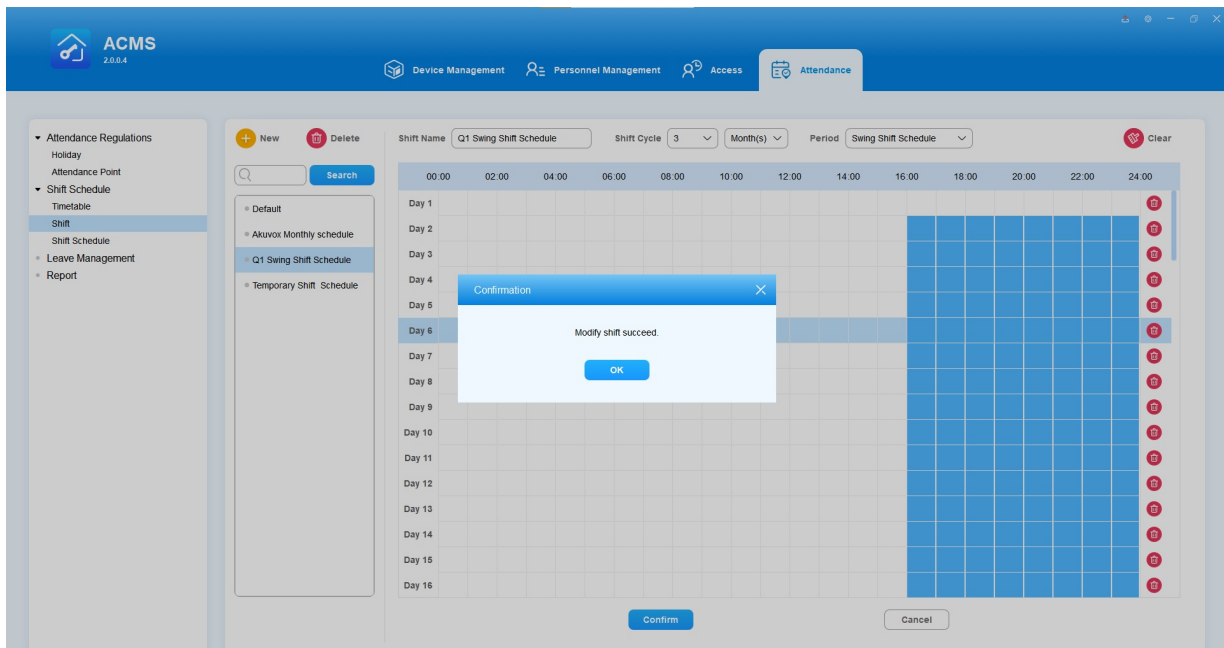 ACMS
2.0.0.4
Device Management
Personnel Management
Access
Attendance
Attendance Regulations
Holiday
Attendance Point
Shift Schedule
Timetable
Shift
Shift Schedule
Leave Management
Report
New
Delete
Search
Default
Akuvox Monthly schedule
Q1 Swing Shift Schedule
Temporary Shift Schedule
Shift Name Q1 Swing Shift Schedule Shift Cycle 3 Month(s) Period Swing Shift Schedule Clear
00:00 02:00 04:00 06:00 08:00 10:00 12:00 14:00 16:00 18:00 20:00 22:00 24:00
Day 1
Day 2
Day 3
Day 4
Day 5
Day 6
Day 7
Day 8
Day 9
Day 10
Day 11
Day 12
Day 13
Day 14
Day 15
Day 16
Confirmation
Modify shift succeed.
OK
Confirm
Cancel